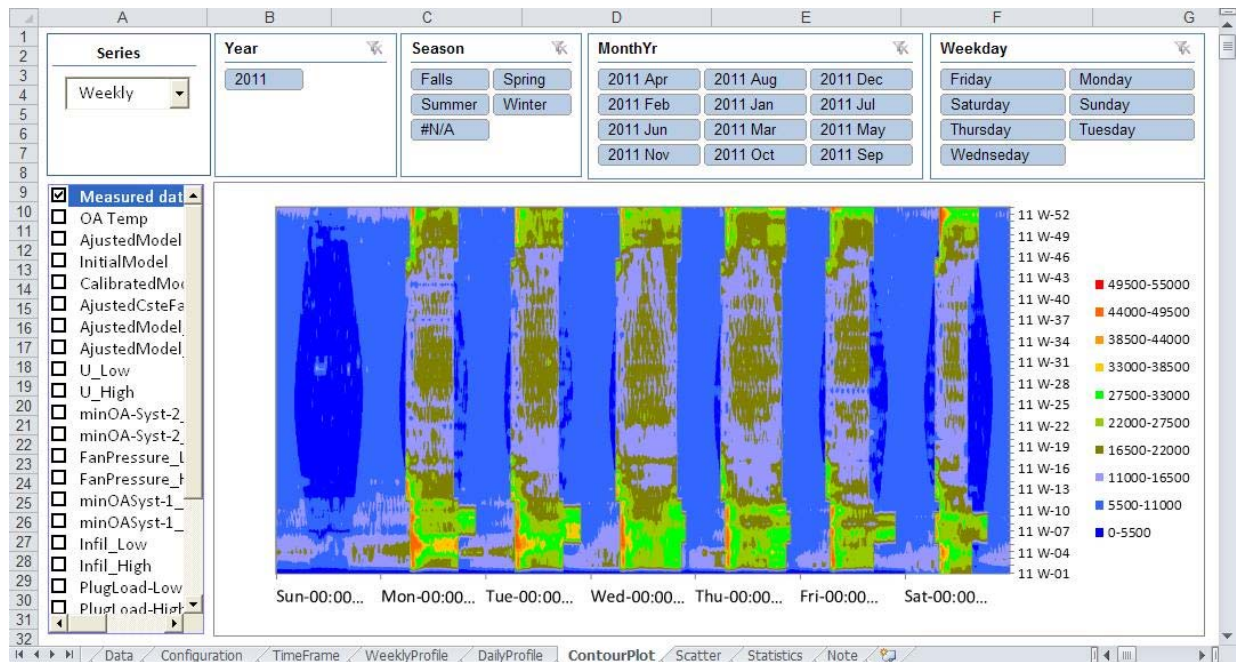 A B C D E F G
1
2
3
4
5
6
7
8
9
10
11
12
13
14
15
16
17
18
19
20
21
22
23
24
25
26
27
28
29
30
31
32
Series
Weekly
Year
2011
Season
Falls Spring
Summer Winter
#N/A
MonthYr
2011 Apr 2011 Aug 2011 Dec
2011 Feb 2011 Jan 2011 Jul
2011 Jun 2011 Mar 2011 May
2011 Nov 2011 Oct 2011 Sep
Weekday
Friday Monday
Saturday Sunday
Thursday Tuesday
Wednseday
Measured dat
OA Temp
AjustedModel
InitialModel
CalibratedMod
AjustedCsteFa
AjustedModel_
AjustedModel_
U_Low
U_High
minOA-Syst-2_
minOA-Syst-2_
FanPressure_L
FanPressure_H
minOASyst-1_
minOASyst-1_
Infil_Low
Infil_High
PlugLoad-Low
PlugLoad-High
11 W-52
11 W-49
11 W-46
11 W-43
11 W-40
11 W-37
11 W-34
11 W-31
11 W-28
11 W-25
11 W-22
11 W-19
11 W-16
11 W-13
11 W-10
11 W-07
11 W-04
11 W-01
49500-55000
44000-49500
38500-44000
33000-38500
27500-33000
22000-27500
16500-22000
11000-16500
5500-11000
0-5500
Sun-00:00... Mon-00:00... Tue-00:00... Wed-00:00... Thu-00:00... Fri-00:00... Sat-00:00...
Data Configuration TimeFrame WeeklyProfile DailyProfile ContourPlot Scatter Statistics Note